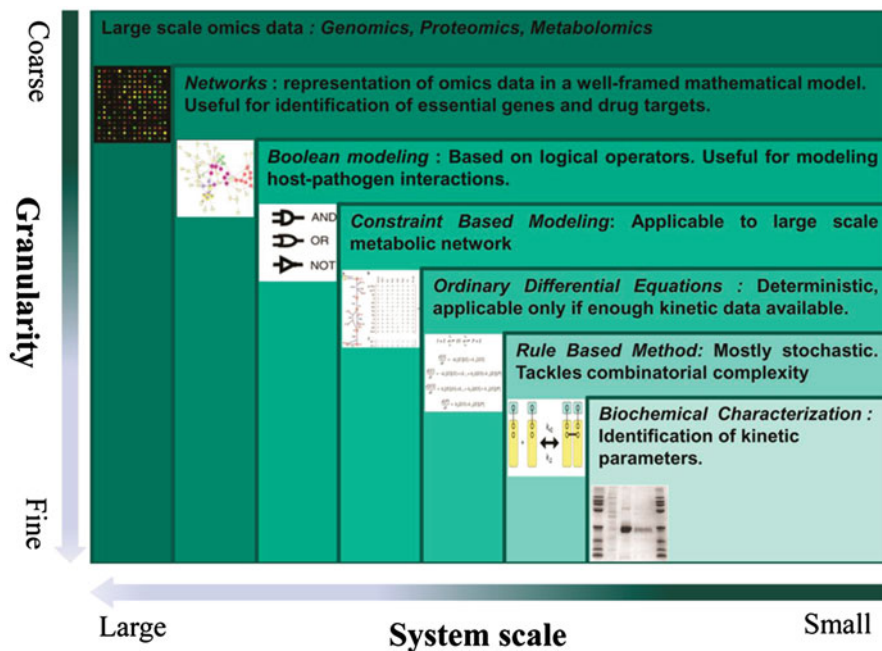 Coarse
Granularity
Fine
Large scale omics data : Genomics, Proteomics, Metabolomics
Networks : representation of omics data in a well-framed mathematical model.
Useful for identification of essential genes and drug targets.
Boolean modeling : Based on logical operators. Useful for modeling
host-pathogen interactions.
AND
OR
NOT
Constraint Based Modeling: Applicable to large scale
metabolic network
Ordinary Differential Equations : Deterministic,
applicable only if enough kinetic data available.
Rule Based Method: Mostly stochastic.
Tackles combinatorial complexity
Biochemical Characterization :
Identification of kinetic
parameters.
Large
System scale
Small